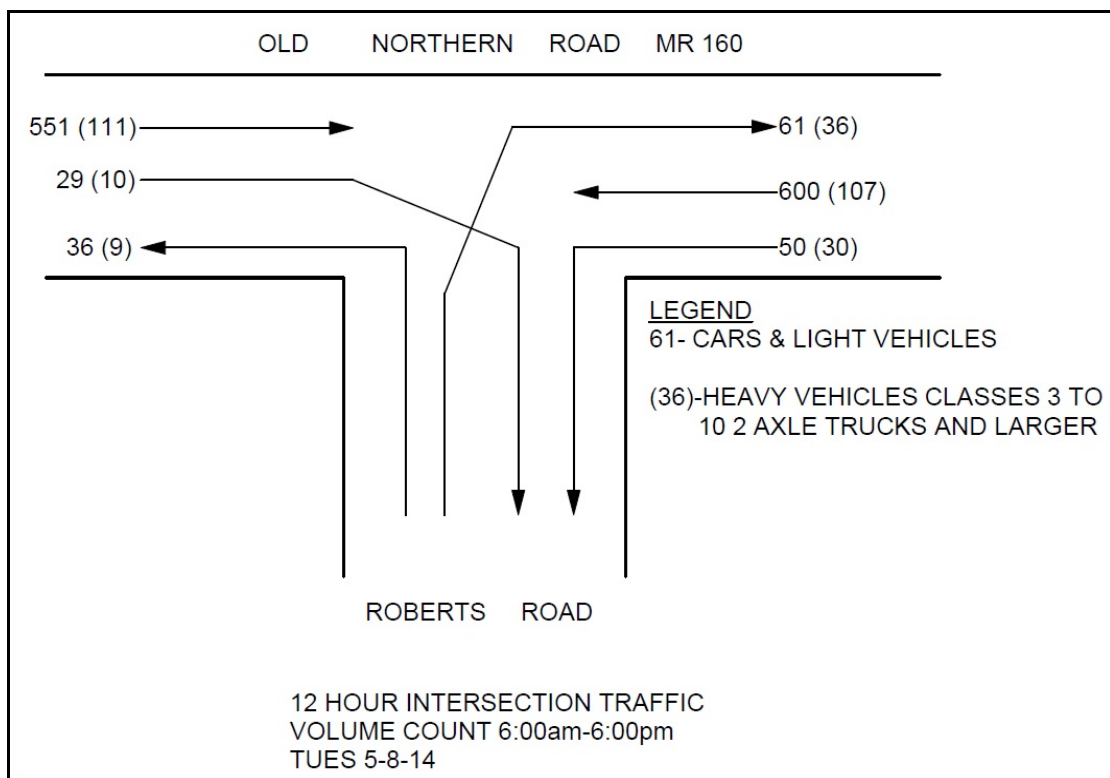 OLD NORTHERN ROAD MR 160
551 (111)
61 (36)
29 (10)
600 (107)
36 (9)
50 (30)
LEGEND
61- CARS & LIGHT VEHICLES
(36)-HEAVY VEHICLES CLASSES 3 TO
10 2 AXLE TRUCKS AND LARGER
ROBERTS ROAD
12 HOUR INTERSECTION TRAFFIC
VOLUME COUNT 6:00am-6:00pm
TUES 5-8-14